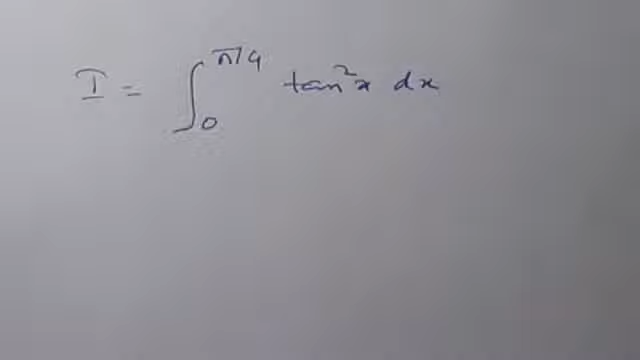 I = ∫₀^{π/4} tan²x dx